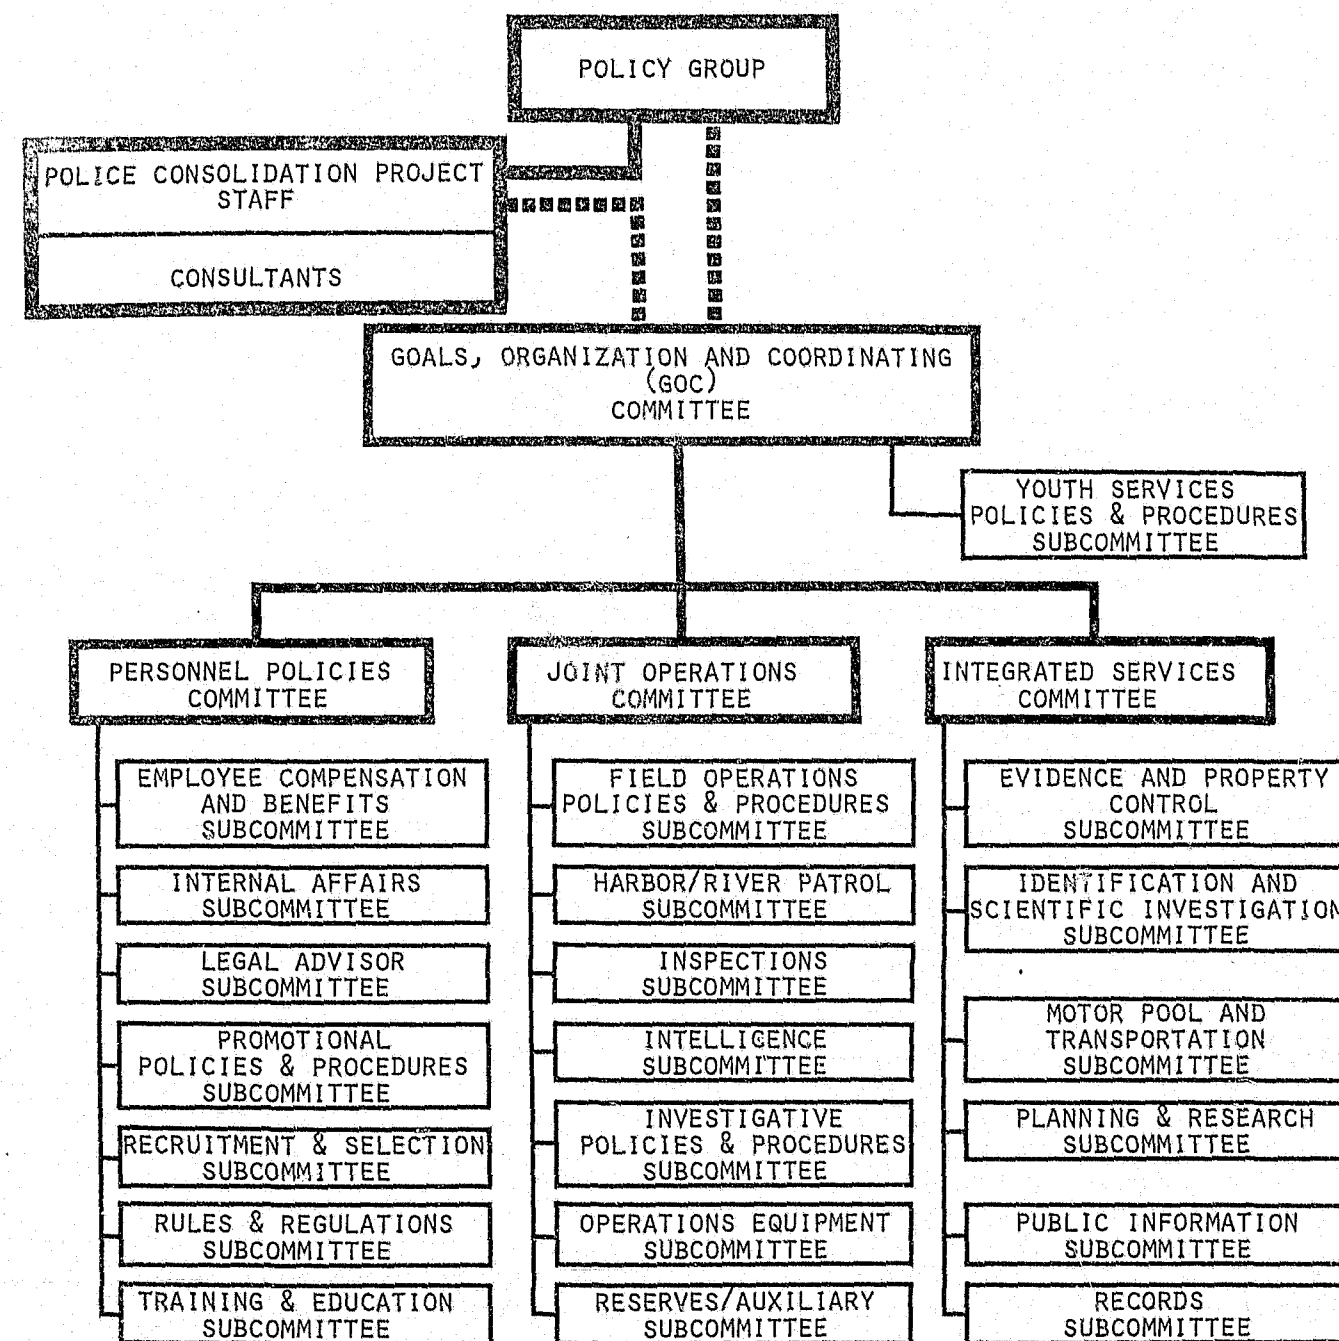 POLICY GROUP
POLICE CONSOLIDATION PROJECT
STAFF
CONSULTANTS
GOALS, ORGANIZATION AND COORDINATING
(GOC)
COMMITTEE
YOUTH SERVICES
POLICIES & PROCEDURES
SUBCOMMITTEE
PERSONNEL POLICIES
COMMITTEE
EMPLOYEE COMPENSATION
AND BENEFITS
SUBCOMMITTEE
INTERNAL AFFAIRS
SUBCOMMITTEE
LEGAL ADVISOR
SUBCOMMITTEE
PROMOTIONAL
POLICIES & PROCEDURES
SUBCOMMITTEE
RECRUITMENT & SELECTION
SUBCOMMITTEE
RULES & REGULATIONS
SUBCOMMITTEE
TRAINING & EDUCATION
SUBCOMMITTEE
JOINT OPERATIONS
COMMITTEE
FIELD OPERATIONS
POLICIES & PROCEDURES
SUBCOMMITTEE
HARBOR/RIVER PATROL
SUBCOMMITTEE
INSPECTIONS
SUBCOMMITTEE
INTELLIGENCE
SUBCOMMITTEE
INVESTIGATIVE
POLICIES & PROCEDURES
SUBCOMMITTEE
OPERATIONS EQUIPMENT
SUBCOMMITTEE
RESERVES/AUXILIARY
SUBCOMMITTEE
INTEGRATED SERVICES
COMMITTEE
EVIDENCE AND PROPERTY
CONTROL
SUBCOMMITTEE
IDENTIFICATION AND
SCIENTIFIC INVESTIGATION
SUBCOMMITTEE
MOTOR POOL AND
TRANSPORTATION
SUBCOMMITTEE
PLANNING & RESEARCH
SUBCOMMITTEE
PUBLIC INFORMATION
SUBCOMMITTEE
RECORDS
SUBCOMMITTEE